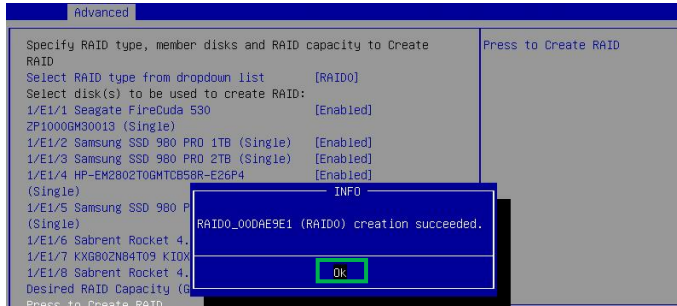 Advanced
Specify RAID type, member disks and RAID capacity to Create
RAID
Press to Create RAID
Select RAID type from dropdown list [RAID0]
Select disk(s) to be used to create RAID:
1/E1/1 Seagate FireCuda 530 [Enabled]
ZP1000GM30013 (Single)
1/E1/2 Samsung SSD 980 PRO 1TB (Single) [Enabled]
1/E1/3 Samsung SSD 980 PRO 2TB (Single) [Enabled]
1/E1/4 HP-EM2802TOGMTCB58R-E26P4 [Enabled]
(Single)
INFO
1/E1/5 Samsung SSD 980 P
(Single)
RAID0_00DAE9E1 (RAID0) creation succeeded.
1/E1/6 Sabrent Rocket 4.
1/E1/7 KXG80ZN84T09 KIOX
1/E1/8 Sabrent Rocket 4.
Ok
Desired RAID Capacity (G
Press to Create RAID